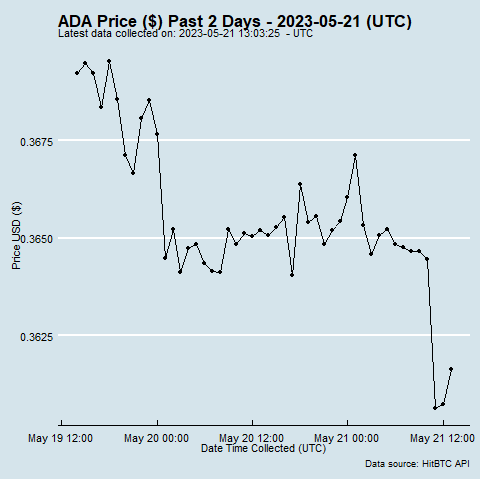 ADA Price ($) Past 2 Days - 2023-05-21 (UTC)
Latest data collected on: 2023-05-21 13:03:25 - UTC
0.3675
0.3650
0.3625
Price USD ($)
May 19 12:00
May 20 00:00
May 20 12:00
May 21 00:00
May 21 12:00
Date Time Collected (UTC)
Data source: HitBTC API